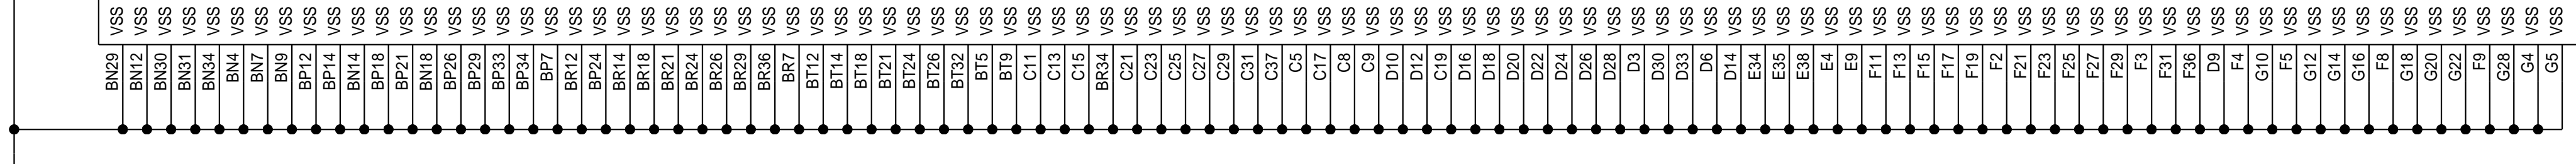 VSS VSS VSS VSS VSS VSS VSS VSS VSS VSS VSS VSS VSS VSS VSS VSS VSS VSS VSS VSS VSS VSS VSS VSS VSS VSS VSS VSS VSS VSS VSS VSS VSS VSS VSS VSS VSS VSS VSS VSS VSS VSS VSS VSS VSS VSS VSS VSS VSS VSS VSS VSS VSS VSS VSS VSS VSS VSS VSS VSS VSS VSS VSS VSS VSS VSS VSS VSS VSS VSS VSS VSS VSS VSS VSS VSS VSS VSS VSS VSS VSS VSS VSS VSS VSS VSS VSS VSS VSS VSS VSS VSS VSS VSS VSS VSS VSS VSS VSS VSS VSS VSS
BN29 BN12 BN30 BN31 BN34 BN4 BN7 BN9 BP12 BP14 BN14 BP18 BP21 BN18 BP26 BP29 BP33 BP34 BP7 BR12 BP24 BR14 BR18 BR21 BR24 BR26 BR29 BR36 BR7 BT12 BT14 BT18 BT21 BT24 BT26 BT32 BT5 BT9 C11 C13 C15 BR34 C21 C23 C25 C27 C29 C31 C37 C5 C17 C8 C9 D10 D12 C19 D16 D18 D20 D22 D24 D26 D28 D3 D30 D33 D6 D14 E34 E35 E38 E4 E9 F11 F13 F15 F17 F19 F2 F21 F23 F25 F27 F29 F3 F31 F36 D9 F4 G10 F5 G12 G14 G16 F8 G18 G20 G22 F9 G28 G4 G5